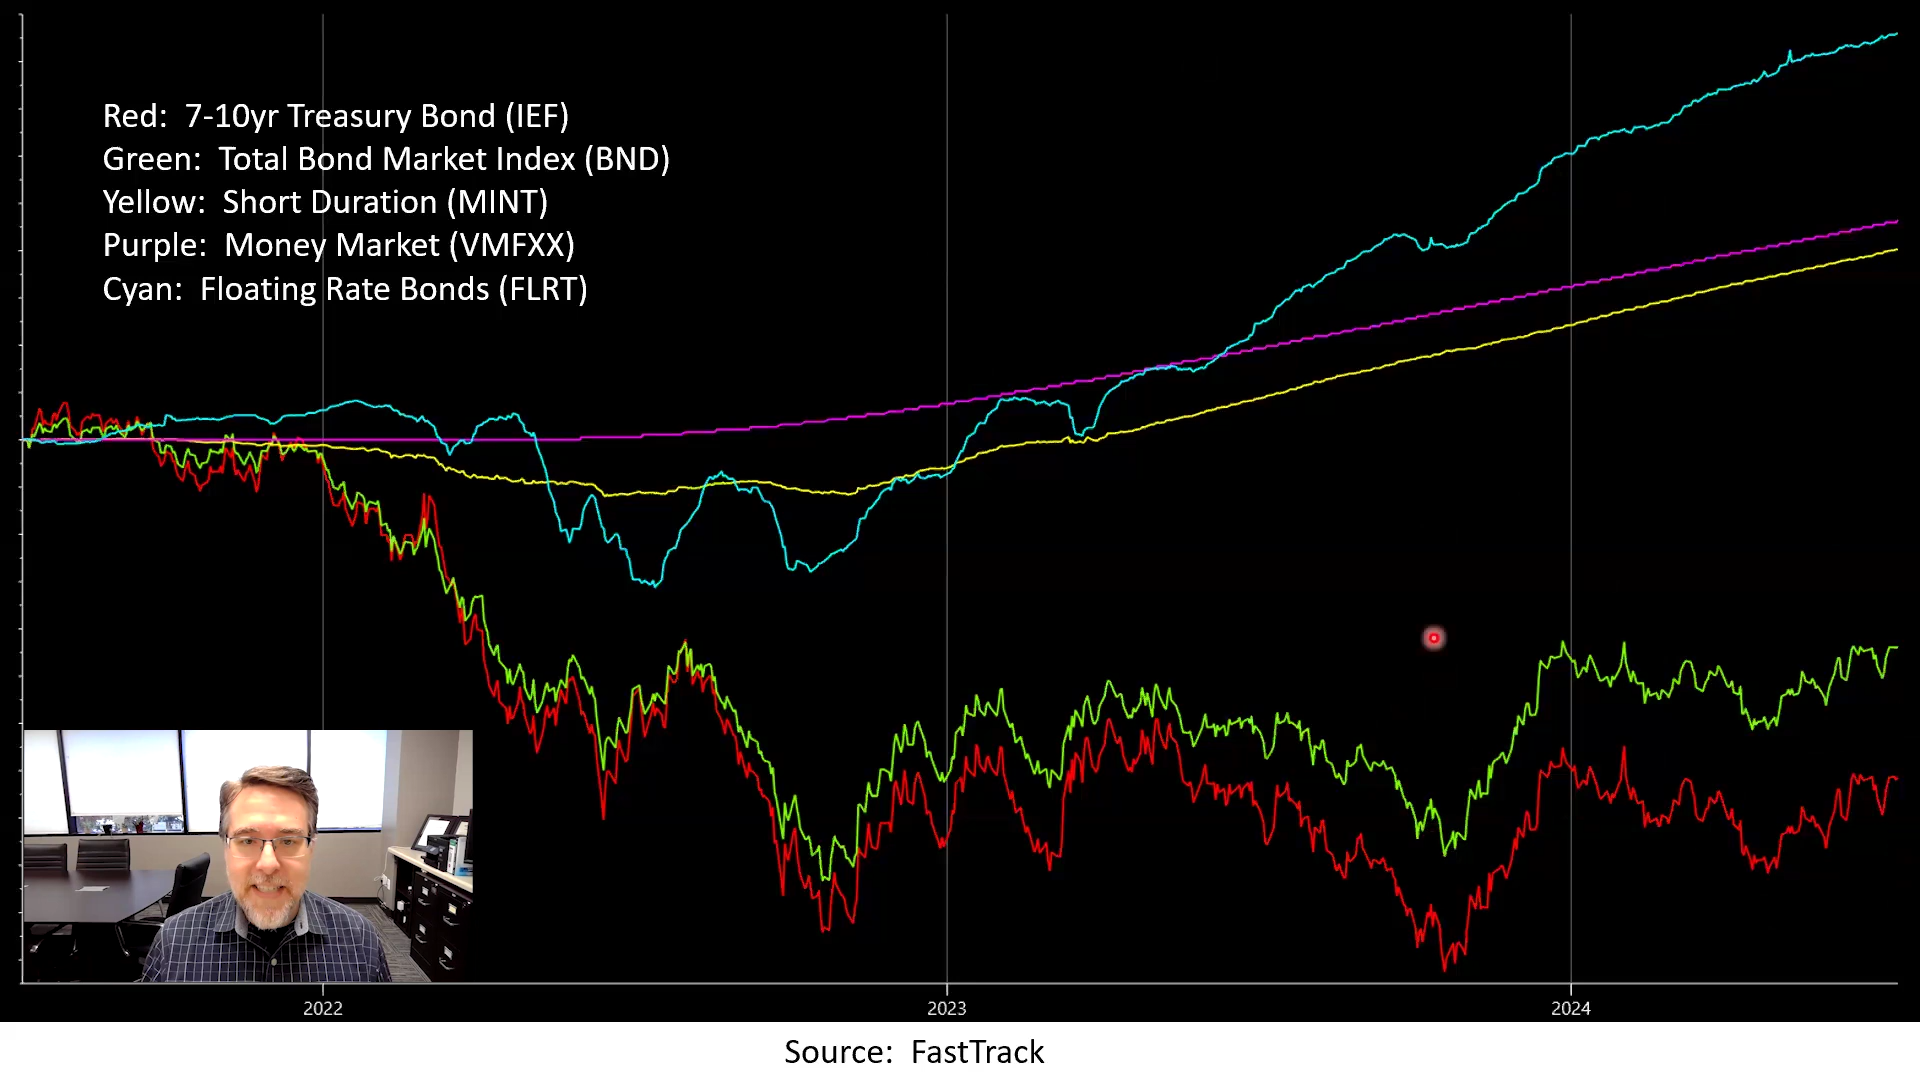 Red: 7-10yr Treasury Bond (IEF)
Green: Total Bond Market Index (BND)
Yellow: Short Duration (MINT)
Purple: Money Market (VMFXX)
Cyan: Floating Rate Bonds (FLRT)
2022 2023 2024
Source: FastTrack